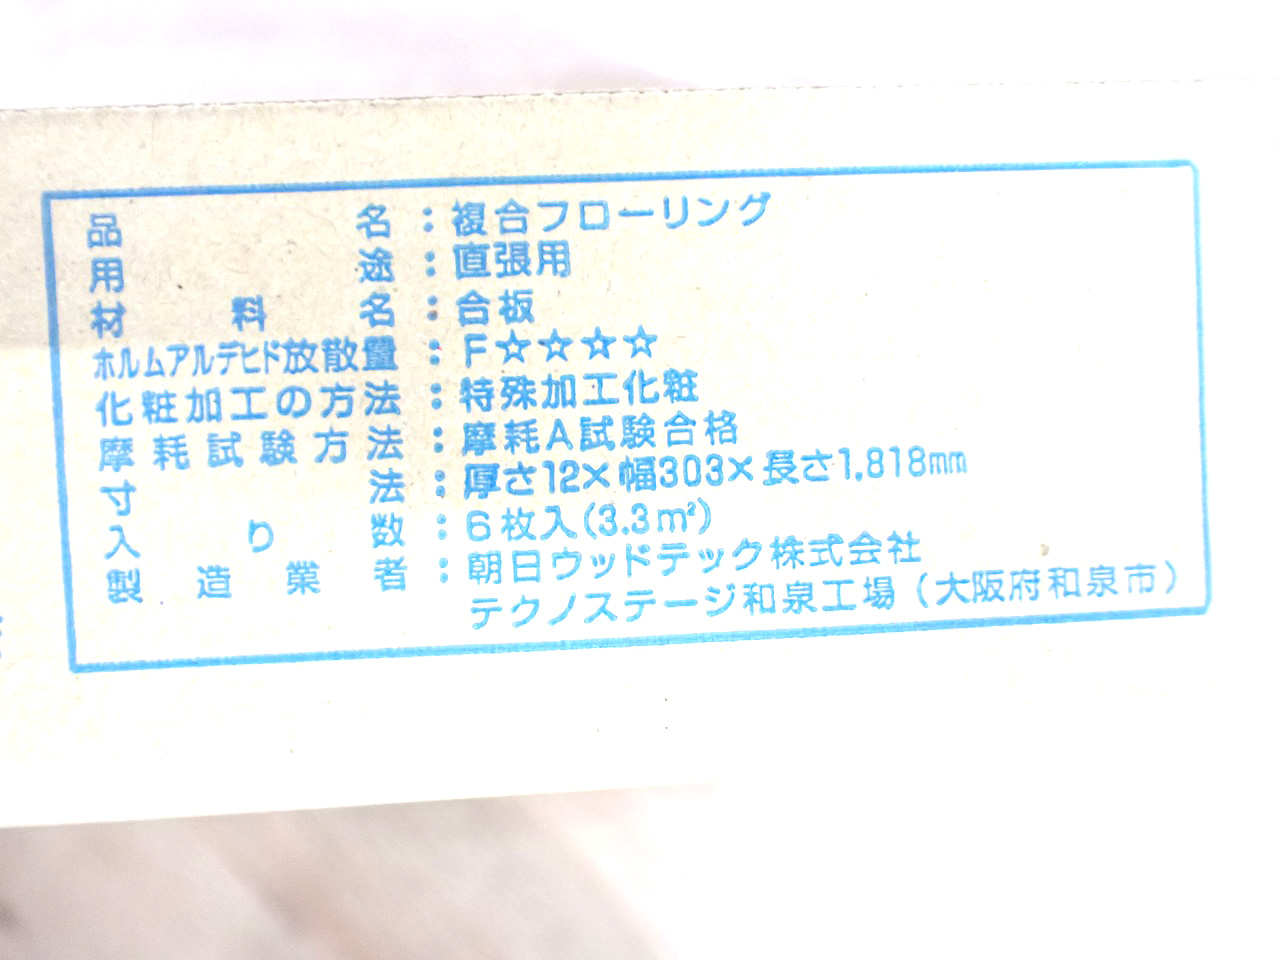 品名：複合フローリング
用途：直張用
材料名：合板
ホルムアルデヒド放散量：F☆☆☆☆
化粧加工の方法：特殊加工化粧
摩耗試験方法：摩耗A試験合格
寸法：厚さ12×幅303×長さ1,818mm
入り数：6枚入(3.3㎡)
製造業者：朝日ウッドテック株式会社
テクノステージ和泉工場（大阪府和泉市）